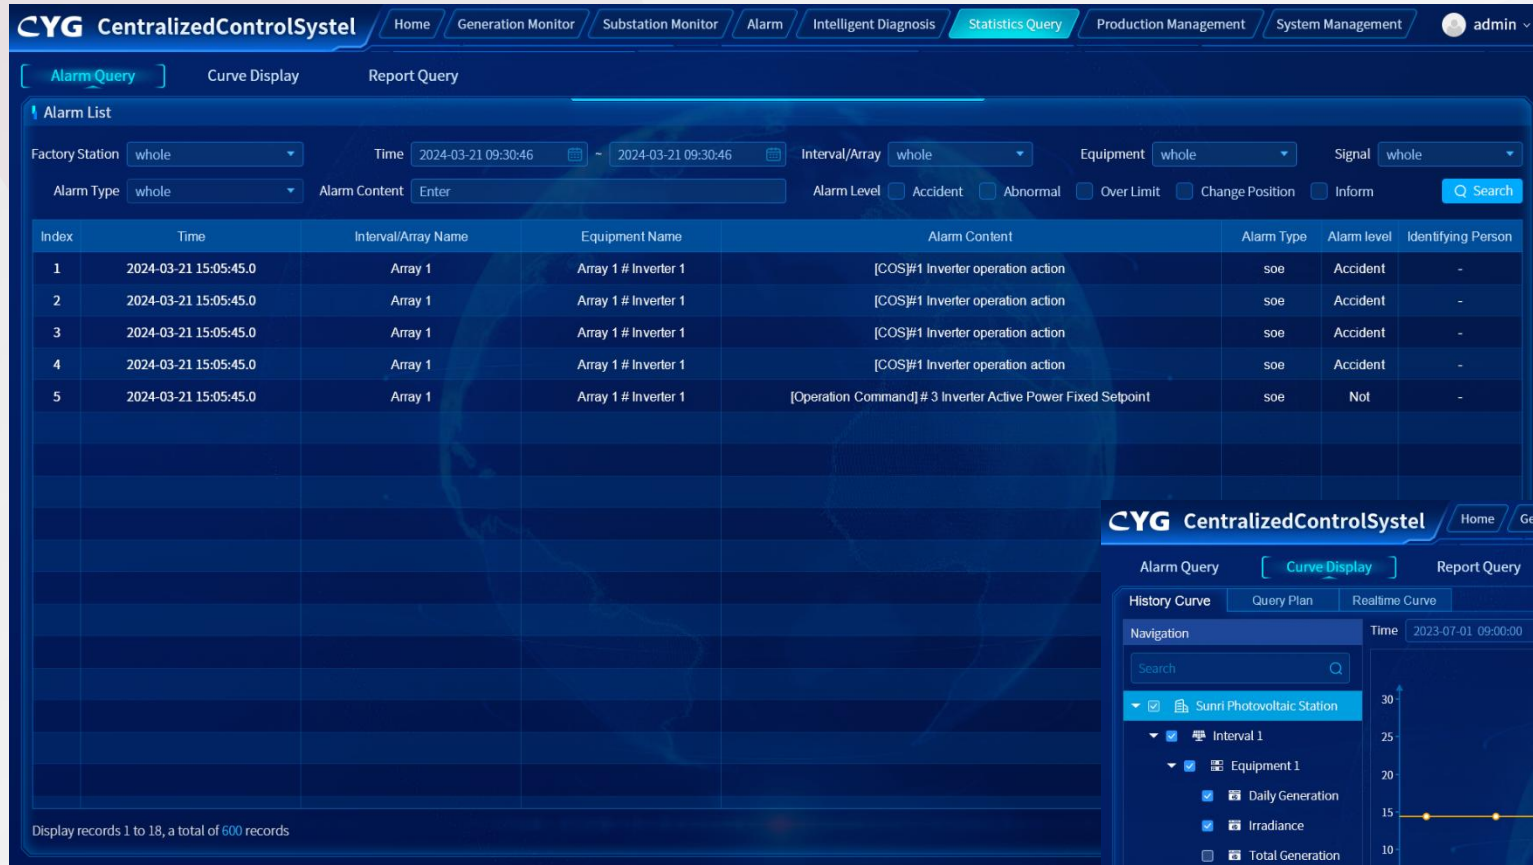 CYG CentralizedControlSystel Home Generation Monitor Substation Monitor Alarm Intelligent Diagnosis Statistics Query Production Management System Management admin
Alarm Query Curve Display Report Query
Alarm List
Factory Station whole Time 2024-03-21 09:30:46 ~ 2024-03-21 09:30:46 Interval/Array whole Equipment whole Signal whole
Alarm Type whole Alarm Content Enter Alarm Level Accident Abnormal Over Limit Change Position Inform Search
Index Time Interval/Array Name Equipment Name Alarm Content Alarm Type Alarm level Identifying Person
1 2024-03-21 15:05:45.0 Array 1 Array 1 # Inverter 1 [COS]#1 Inverter operation action soe Accident -
2 2024-03-21 15:05:45.0 Array 1 Array 1 # Inverter 1 [COS]#1 Inverter operation action soe Accident -
3 2024-03-21 15:05:45.0 Array 1 Array 1 # Inverter 1 [COS]#1 Inverter operation action soe Accident -
4 2024-03-21 15:05:45.0 Array 1 Array 1 # Inverter 1 [COS]#1 Inverter operation action soe Accident -
5 2024-03-21 15:05:45.0 Array 1 Array 1 # Inverter 1 [Operation Command] # 3 Inverter Active Power Fixed Setpoint soe Not -
Display records 1 to 18, a total of 600 records
CYG CentralizedControlSystel Home Ge
Alarm Query Curve Display Report Query
History Curve Query Plan Realtime Curve
Navigation Time 2023-07-01 09:00:00
Search
Sunri Photovoltaic Station
Interval 1
Equipment 1
Daily Generation
Irradiance
Total Generation
30
25
20
15
10